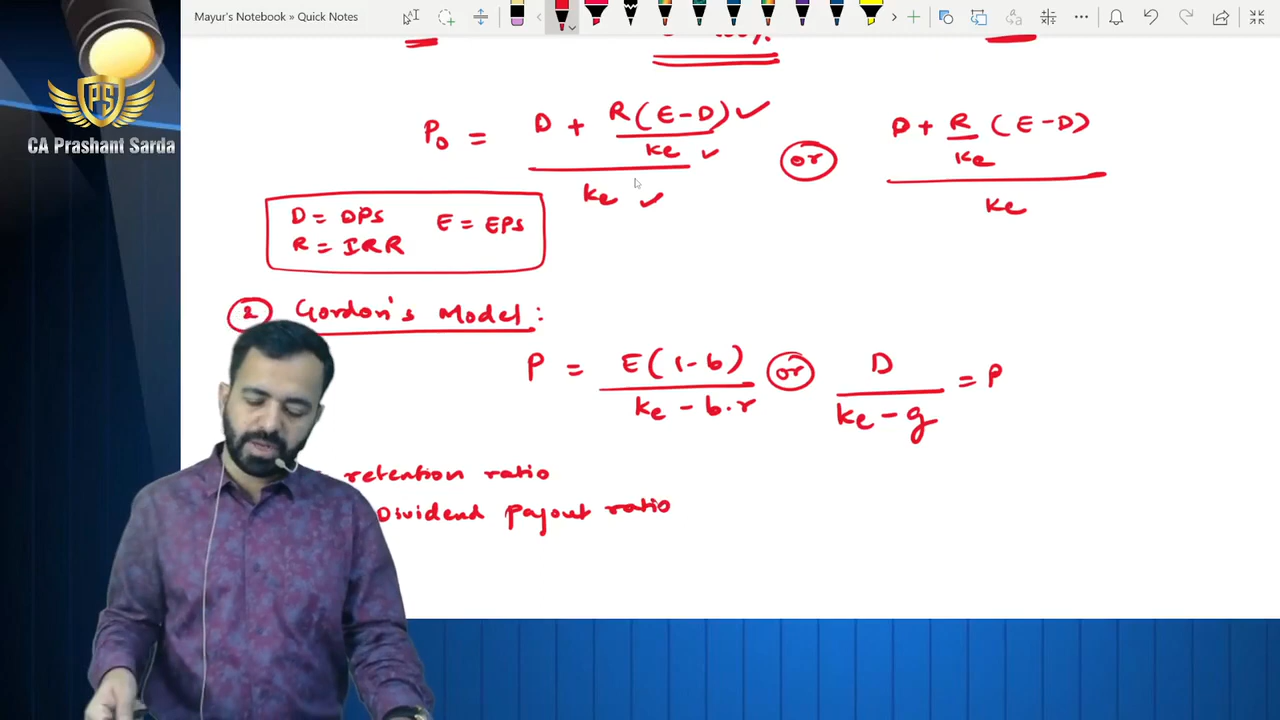 Mayur's Notebook » Quick Notes
PS
CA Prashant Sarda
P₀ = (D + R(E-D)/ke ✓)/ke ✓ or (D + R/ke (E-D))/ke
D = DPS E = EPS
R = IRR
② Gordon's Model :
P = E(1-b)/(ke - b.r) or D/(ke - g) = P
retention ratio
Dividend payout ratio